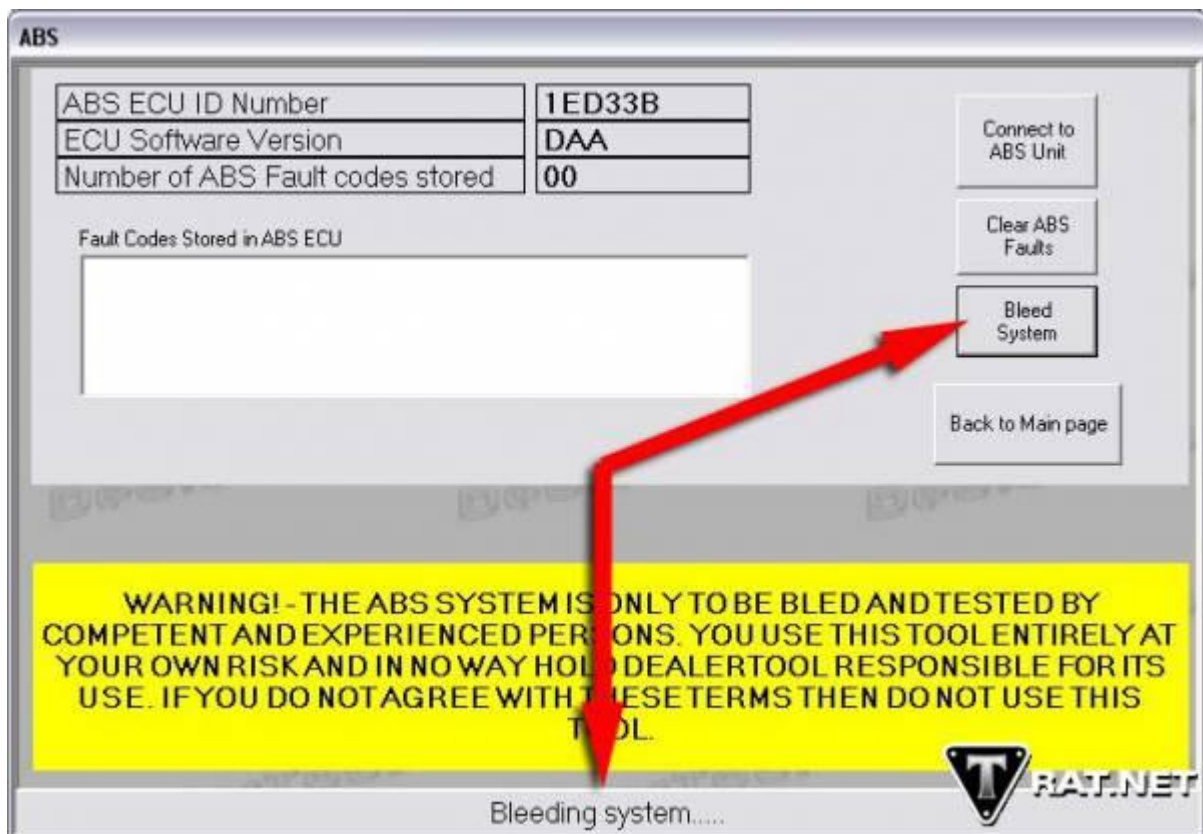 ABS
ABS ECU ID Number 1ED33B
ECU Software Version DAA
Number of ABS Fault codes stored 00
Connect to
ABS Unit
Fault Codes Stored in ABS ECU
Clear ABS
Faults
Bleed
System
Back to Main page
WARNING! - THE ABS SYSTEM IS ONLY TO BE BLED AND TESTED BY
COMPETENT AND EXPERIENCED PERSONS. YOU USE THIS TOOL ENTIRELY AT
YOUR OWN RISK AND IN NO WAY HOLD DEALERTOOL RESPONSIBLE FOR ITS
USE. IF YOU DO NOT AGREE WITH THESE TERMS THEN DO NOT USE THIS
TOOL.
T RAT.NET
Bleeding system.....